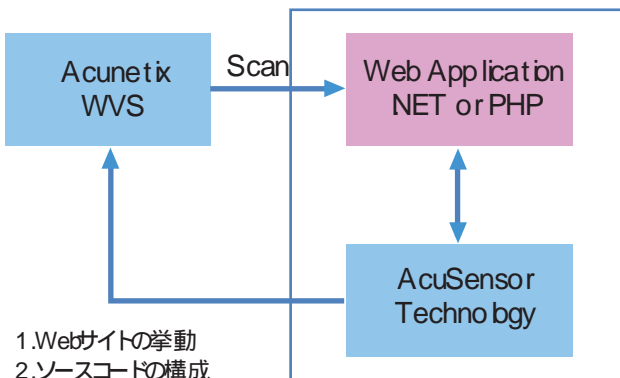 Acunetix
WVS
Scan
Web Application
.NET or PHP
AcuSensor
Technology
1.Webサイトの挙動
2.ソースコードの構成